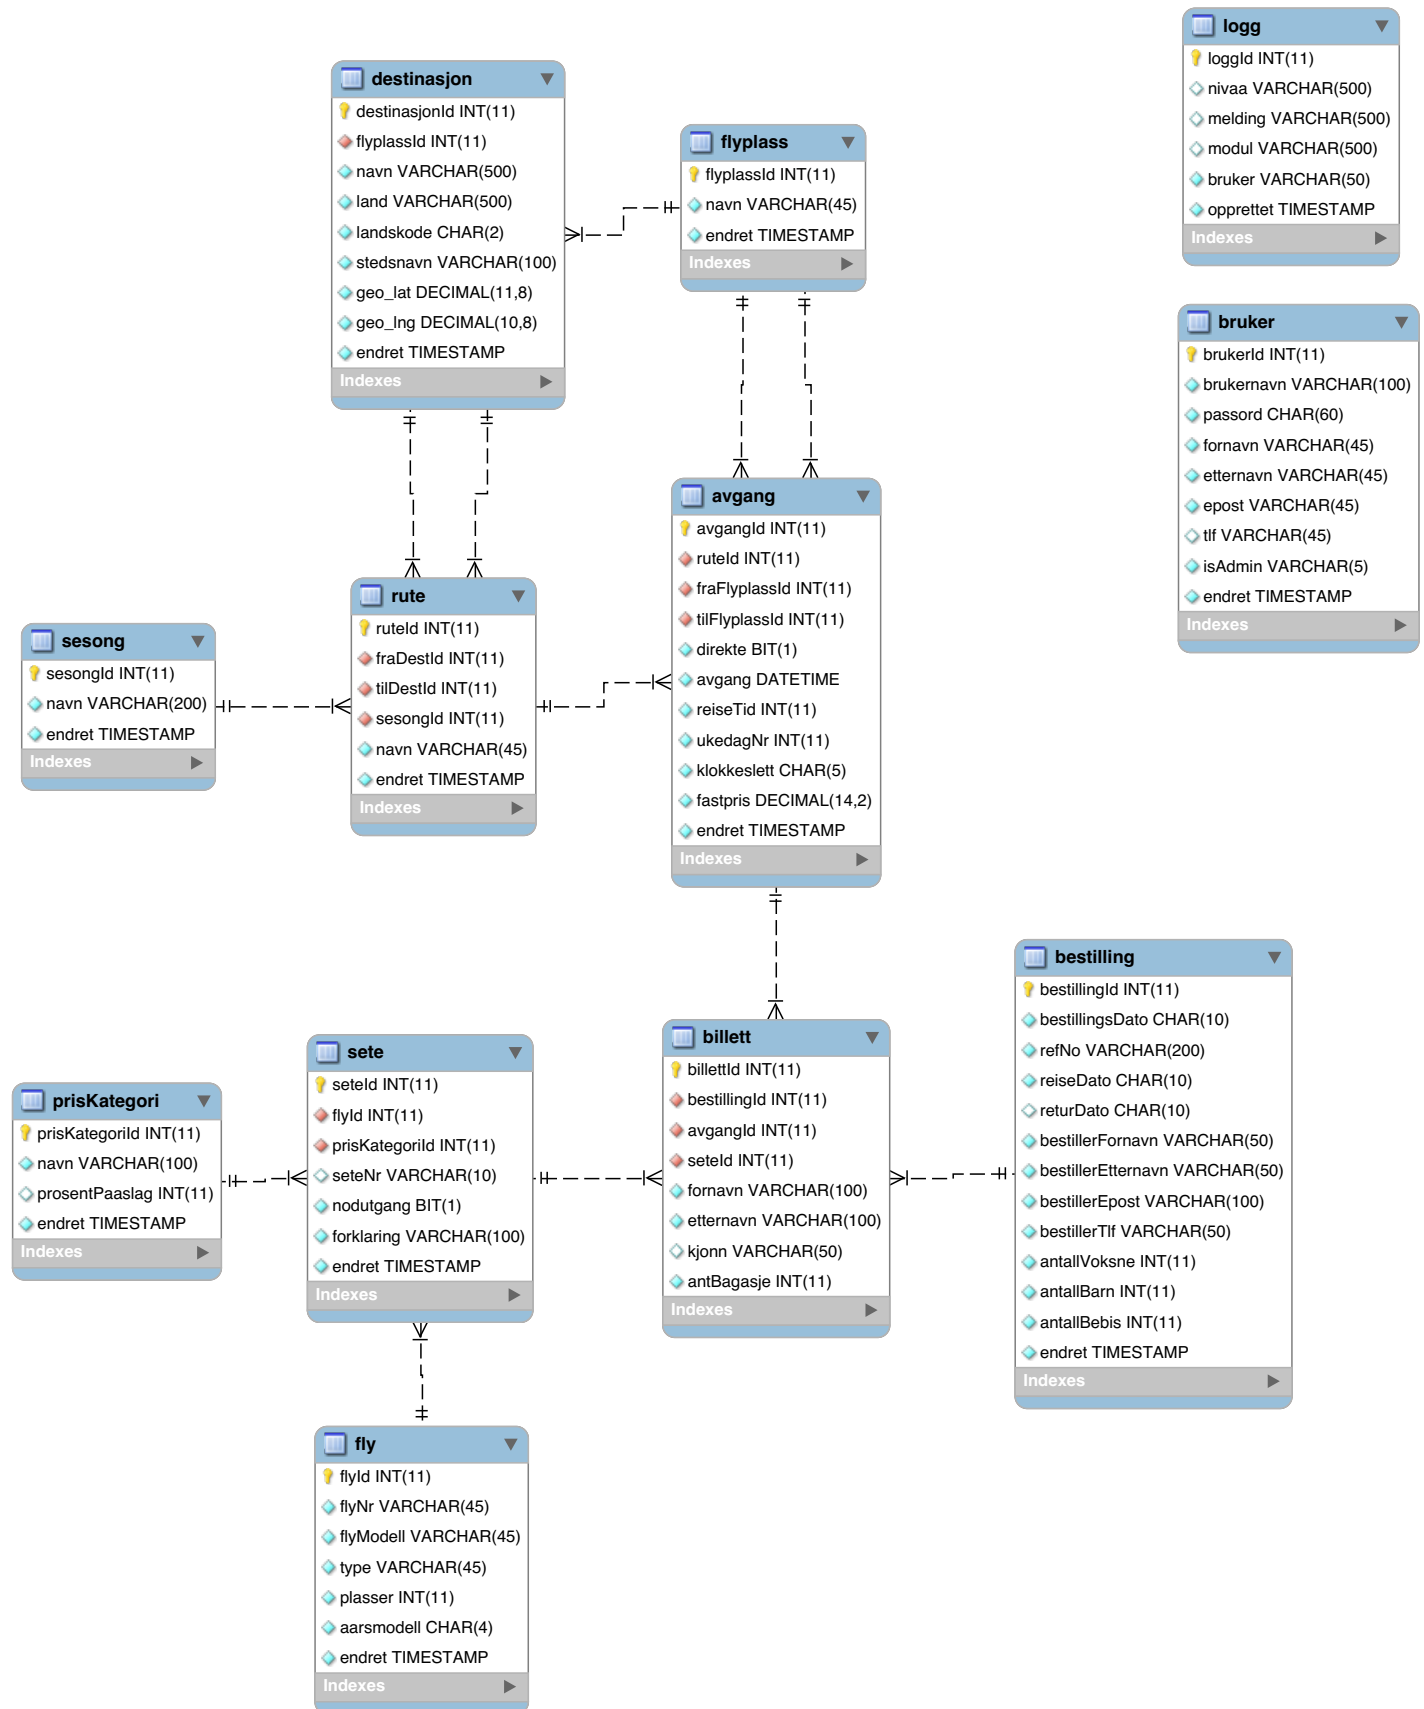 logg
loggId INT(11)
nivaa VARCHAR(500)
melding VARCHAR(500)
modul VARCHAR(500)
bruker VARCHAR(50)
opprettet TIMESTAMP
Indexes
destinasjon
destinasjonId INT(11)
flyplassId INT(11)
navn VARCHAR(500)
land VARCHAR(500)
landskode CHAR(2)
stedsnavn VARCHAR(100)
geo_lat DECIMAL(11,8)
geo_lng DECIMAL(10,8)
endret TIMESTAMP
Indexes
flyplass
flyplassId INT(11)
navn VARCHAR(45)
endret TIMESTAMP
Indexes
bruker
brukerId INT(11)
brukernavn VARCHAR(100)
passord CHAR(60)
fornavn VARCHAR(45)
etternavn VARCHAR(45)
epost VARCHAR(45)
tlf VARCHAR(45)
isAdmin VARCHAR(5)
endret TIMESTAMP
Indexes
avgang
avgangId INT(11)
ruteId INT(11)
fraFlyplassId INT(11)
tilFlyplassId INT(11)
direkte BIT(1)
avgang DATETIME
reiseTid INT(11)
ukedagNr INT(11)
klokkeslett CHAR(5)
fastpris DECIMAL(14,2)
endret TIMESTAMP
Indexes
rute
ruteId INT(11)
fraDestId INT(11)
tilDestId INT(11)
sesongId INT(11)
navn VARCHAR(45)
endret TIMESTAMP
Indexes
sesong
sesongId INT(11)
navn VARCHAR(200)
endret TIMESTAMP
Indexes
bestilling
bestillingId INT(11)
bestillingsDato CHAR(10)
refNo VARCHAR(200)
reiseDato CHAR(10)
returDato CHAR(10)
bestillerFornavn VARCHAR(50)
bestillerEtternavn VARCHAR(50)
bestillerEpost VARCHAR(100)
bestillerTlf VARCHAR(50)
antallVoksne INT(11)
antallBarn INT(11)
antallBebis INT(11)
endret TIMESTAMP
Indexes
billett
billettId INT(11)
bestillingId INT(11)
avgangId INT(11)
seteId INT(11)
fornavn VARCHAR(100)
etternavn VARCHAR(100)
kjonn VARCHAR(50)
antBagasje INT(11)
Indexes
sete
seteId INT(11)
flyId INT(11)
prisKategoriId INT(11)
seteNr VARCHAR(10)
nodutgang BIT(1)
forklaring VARCHAR(100)
endret TIMESTAMP
Indexes
prisKategori
prisKategoriId INT(11)
navn VARCHAR(100)
prosentPaaslag INT(11)
endret TIMESTAMP
Indexes
fly
flyId INT(11)
flyNr VARCHAR(45)
flyModell VARCHAR(45)
type VARCHAR(45)
plasser INT(11)
aarsmodell CHAR(4)
endret TIMESTAMP
Indexes